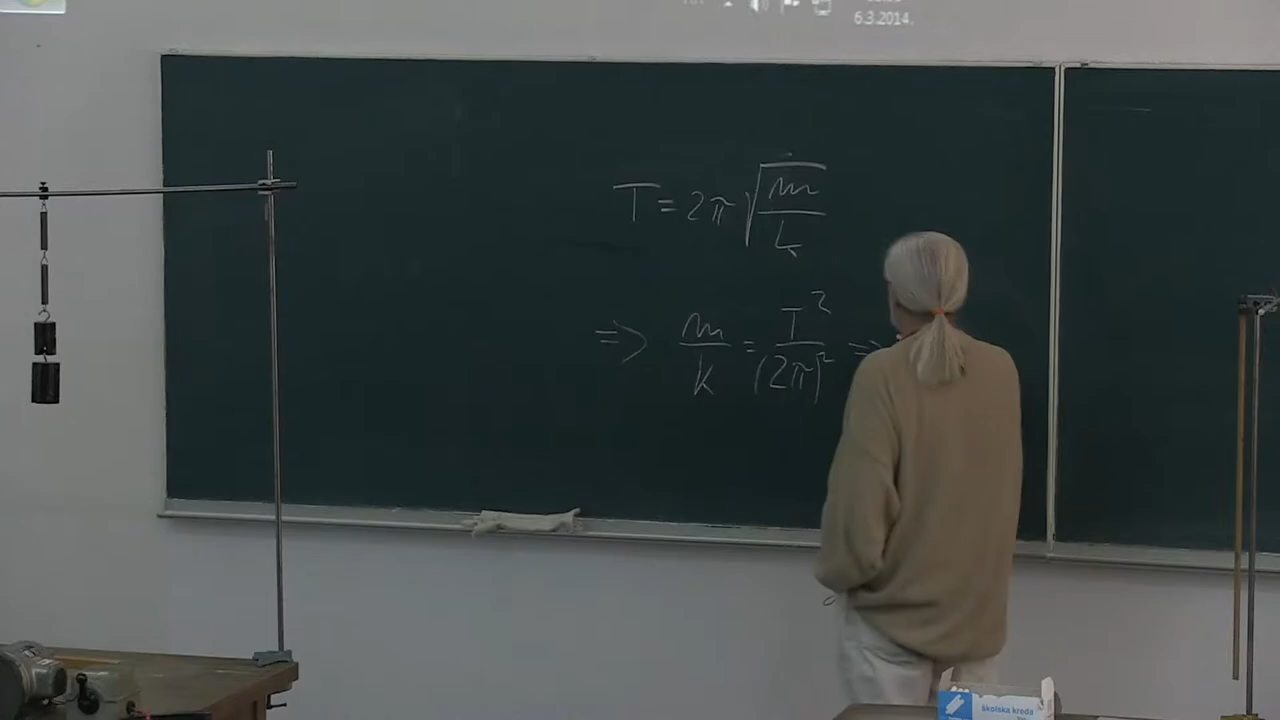 6.3.2014.
T = 2π √(m/k)
=> m/k = T²/(2π)² =>
školska kreda